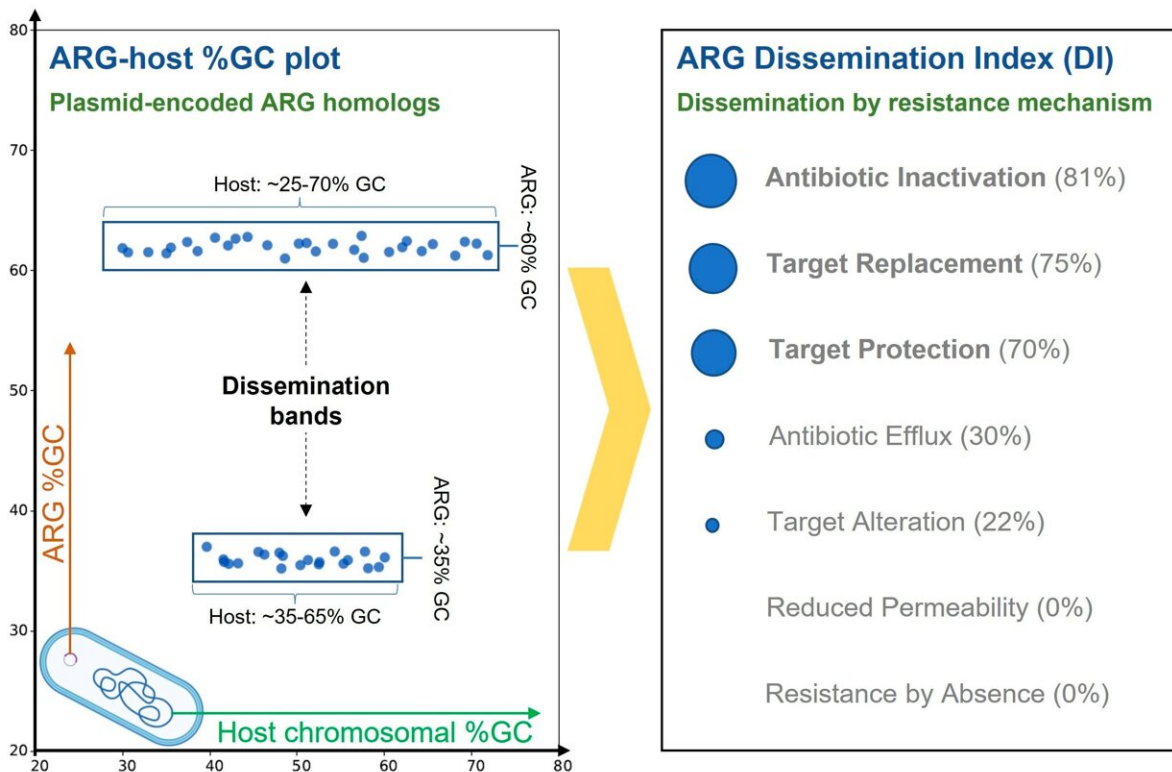 ARG-host %GC plot
Plasmid-encoded ARG homologs
Host: ~25-70% GC
ARG: ~60% GC
Dissemination
bands
ARG: ~35% GC
Host: ~35-65% GC
ARG %GC
Host chromosomal %GC
80
70
60
50
40
30
20
20
30
40
50
60
70
80
ARG Dissemination Index (DI)
Dissemination by resistance mechanism
Antibiotic Inactivation (81%)
Target Replacement (75%)
Target Protection (70%)
Antibiotic Efflux (30%)
Target Alteration (22%)
Reduced Permeability (0%)
Resistance by Absence (0%)